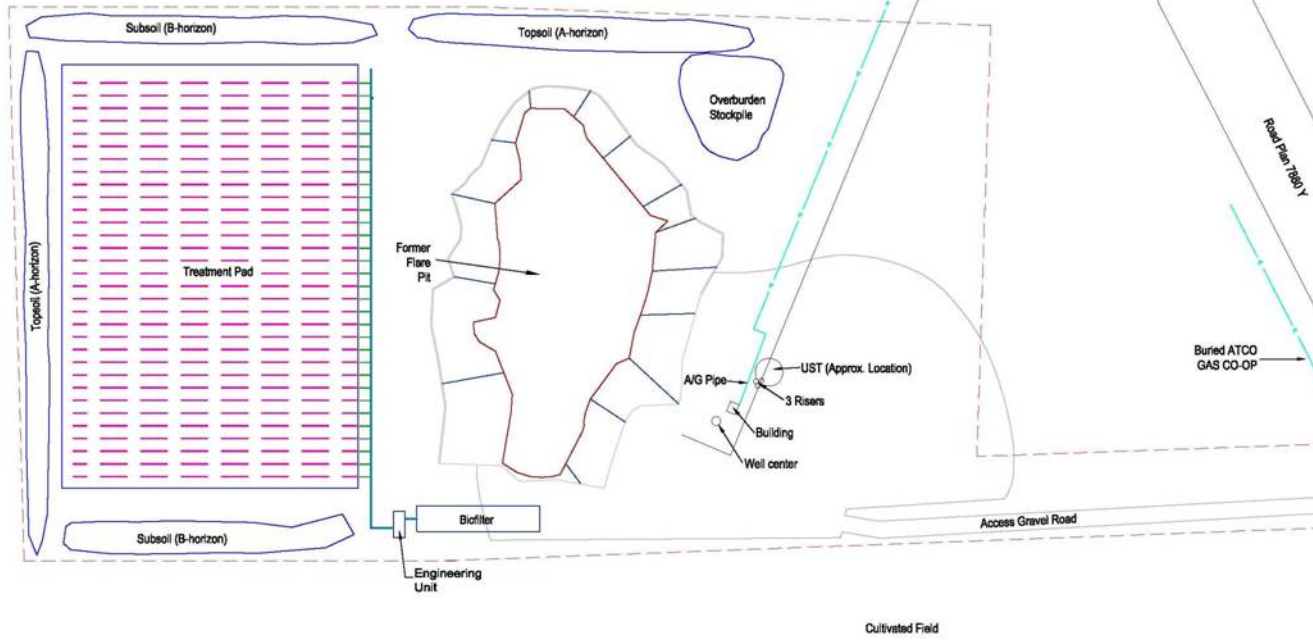 Subsoil (B-horizon)
Topsoil (A-horizon)
Overburden
Stockpile
Road Plan 7880 Y
Topsoil (A-horizon)
Treatment Pad
Former
Flare
Pit
Buried ATCO
GAS CO-OP
UST (Approx. Location)
A/G Pipe
3 Risers
Building
Well center
Biofilter
Access Gravel Road
Subsoil (B-horizon)
Engineering
Unit
Cultivated Field